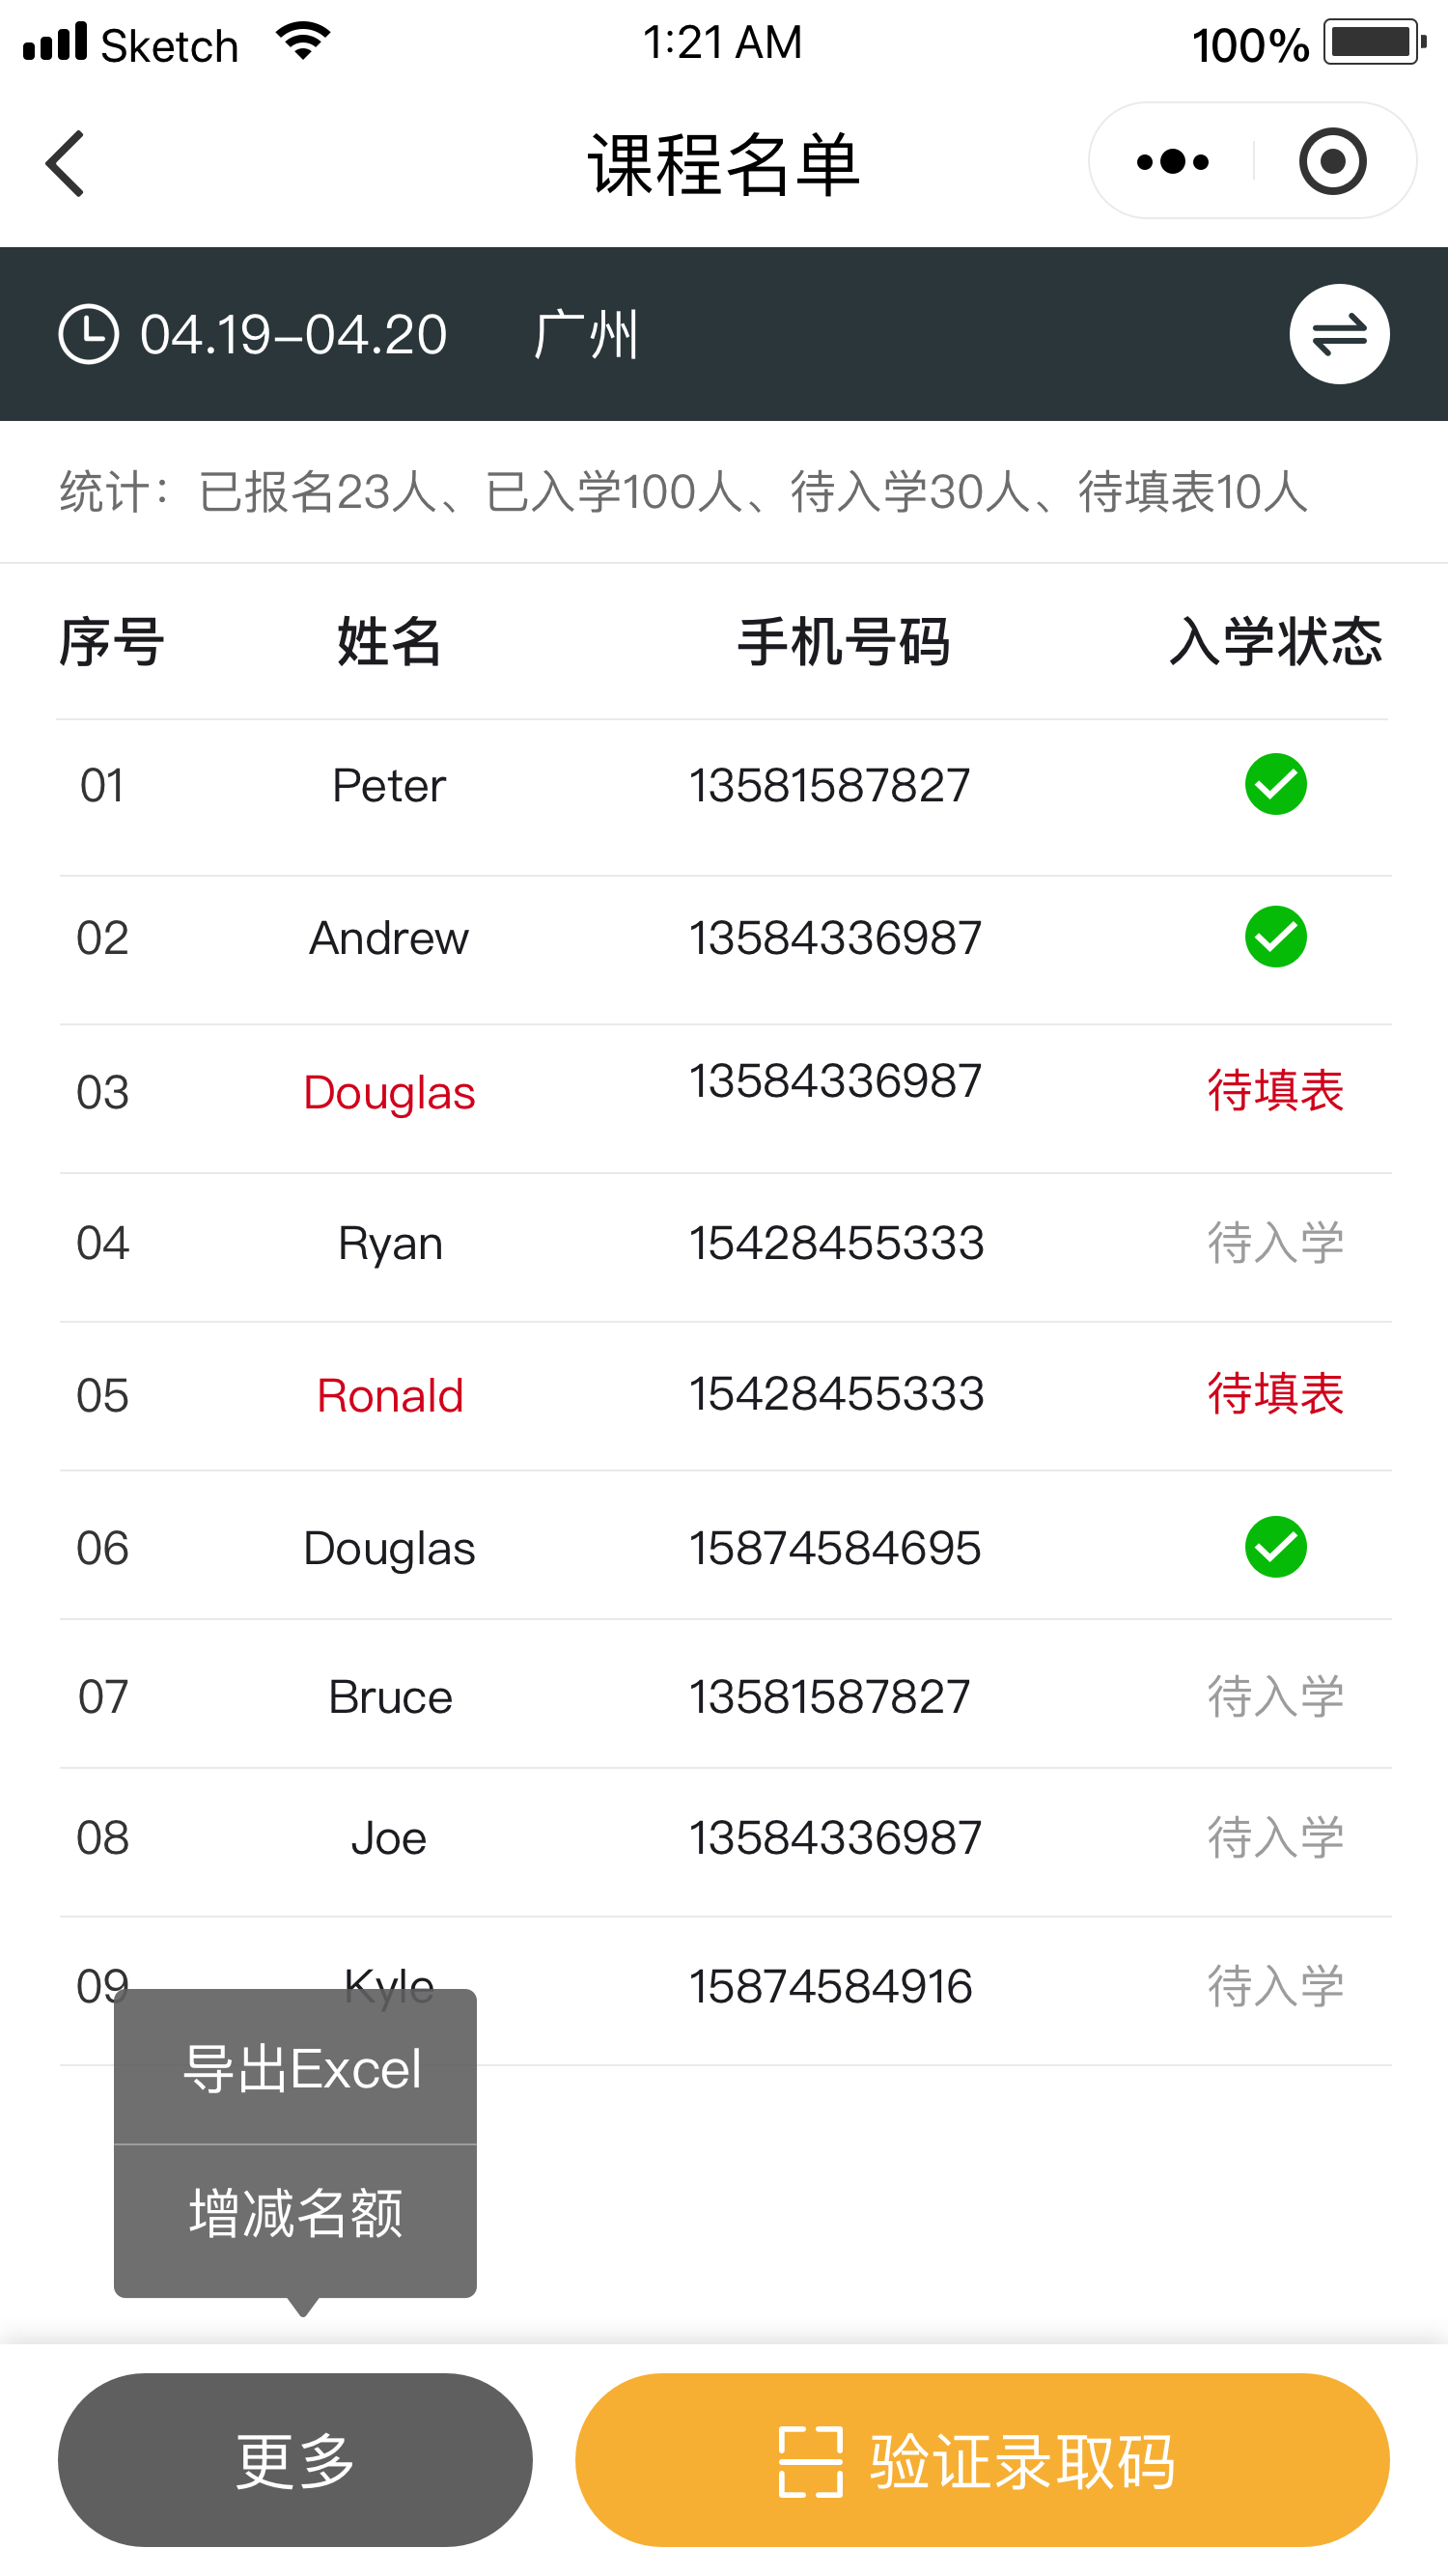 Sketch 1:21 AM 100%
课程名单
04.19-04.20 广州
统计：已报名23人、已入学100人、待入学30人、待填表10人
序号 姓名 手机号码 入学状态
01 Peter 13581587827
02 Andrew 13584336987
03 Douglas 13584336987 待填表
04 Ryan 15428455333 待入学
05 Ronald 15428455333 待填表
06 Douglas 15874584695
07 Bruce 13581587827 待入学
08 Joe 13584336987 待入学
09 Kyle 15874584916 待入学
导出Excel
增减名额
更多 验证录取码